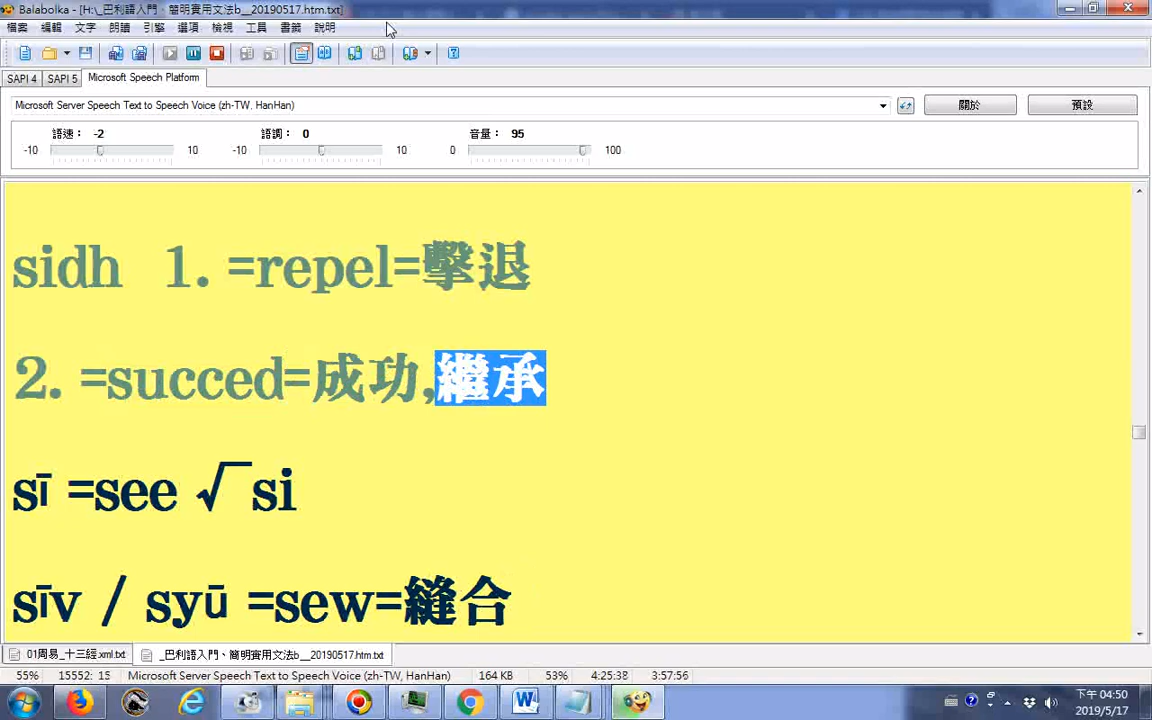 Balabolka - [H:\_巴利語入門、簡明實用文法b__20190517.htm.txt]
檔案 編輯 文字 朗讀 引擎 選項 檢視 工具 書籤 說明
SAPI 4 SAPI 5 Microsoft Speech Platform
Microsoft Server Speech Text to Speech Voice (zh-TW, HanHan) 關於 預設
語速： -2 語調： 0 音量： 95
-10 10 -10 10 0 100
sidh 1. =repel=擊退
2. =succed=成功,繼承
sī =see √si
sīv / syū =sew=縫合
01周易_十三經.xml.txt _巴利語入門、簡明實用文法b__20190517.htm.txt
55% 15552: 15 Microsoft Server Speech Text to Speech Voice (zh-TW, HanHan) 164 KB 53% 4:25:38 3:57:56
下午 04:50
2019/5/17